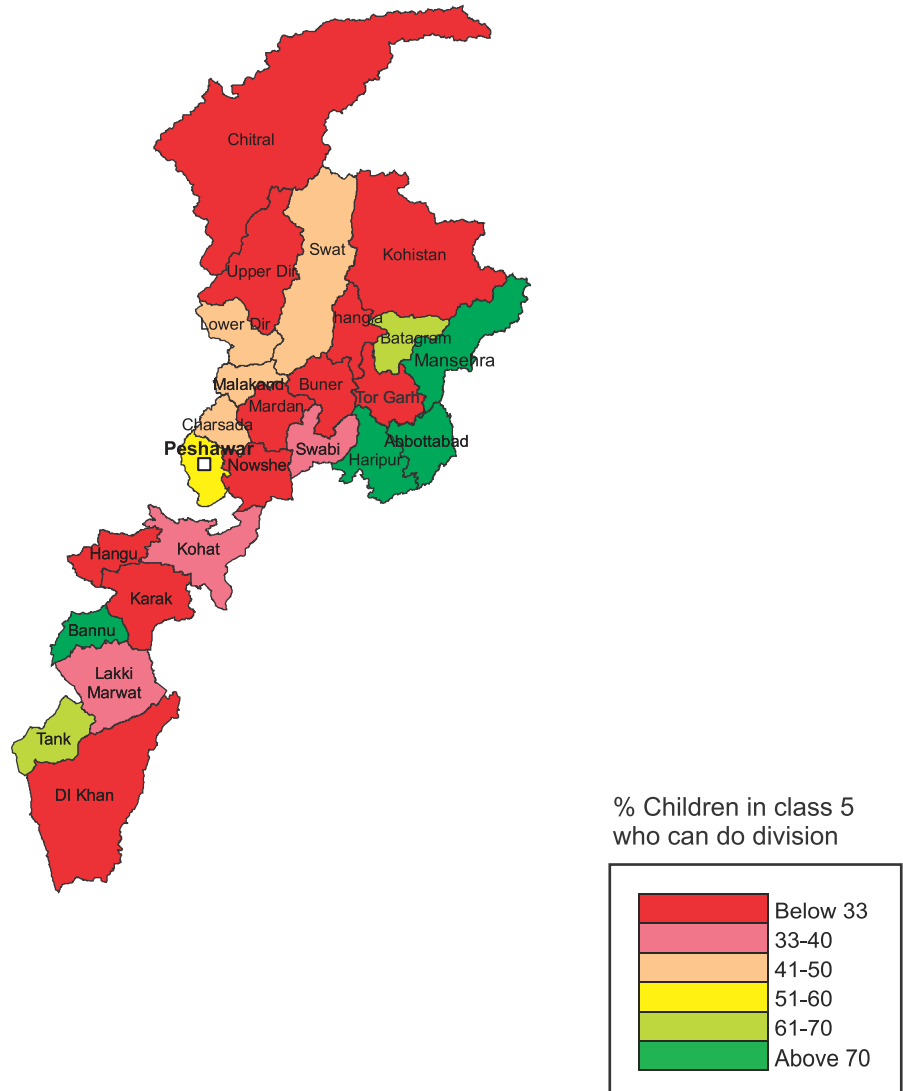 Chitral
Swat
Kohistan
Upper Dir
hangla
Lower Dir
Batagram
Mansehra
Malakand
Buner
Tor Garh
Mardan
Charsada
Abbottabad
Peshawar
Swabi
Haripur
Nowshe
Kohat
Hangu
Karak
Bannu
Lakki
Marwat
Tank
DI Khan
% Children in class 5
who can do division
Below 33
33-40
41-50
51-60
61-70
Above 70